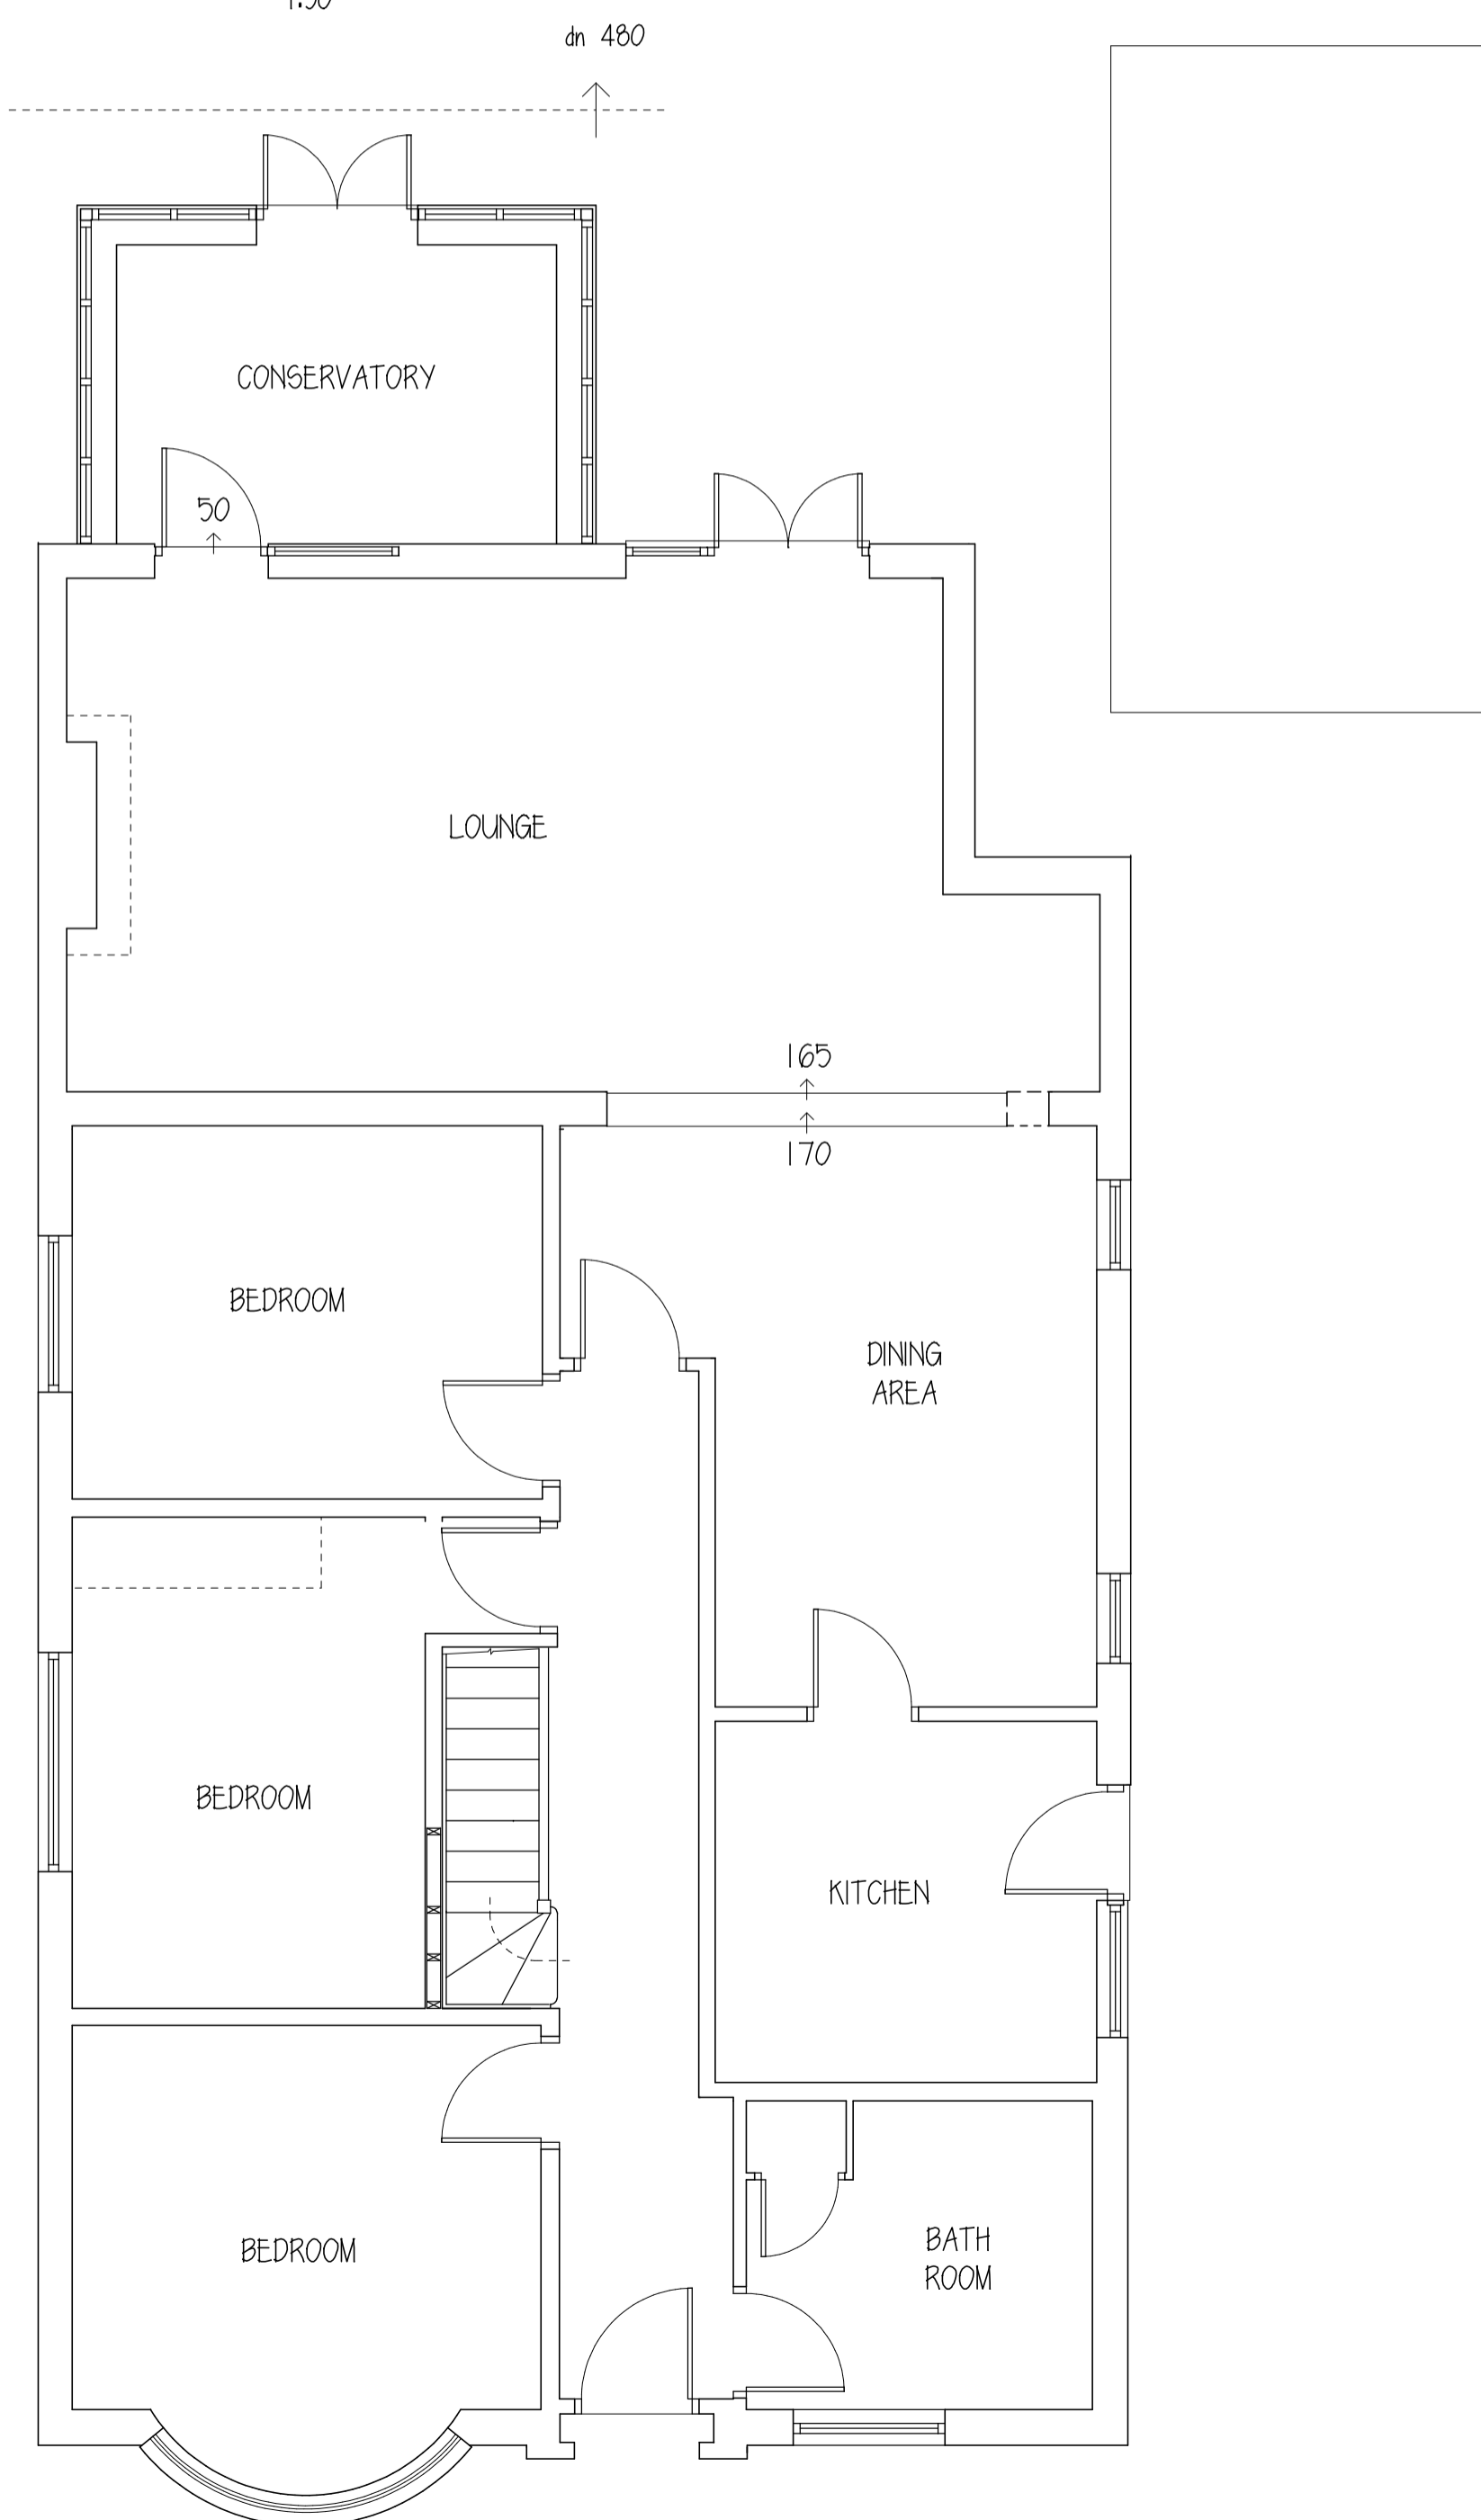 dn 480
CONSERVATORY
50
LOUNGE
165
170
BEDROOM
DINING
AREA
BEDROOM
KITCHEN
BEDROOM
BATH
ROOM